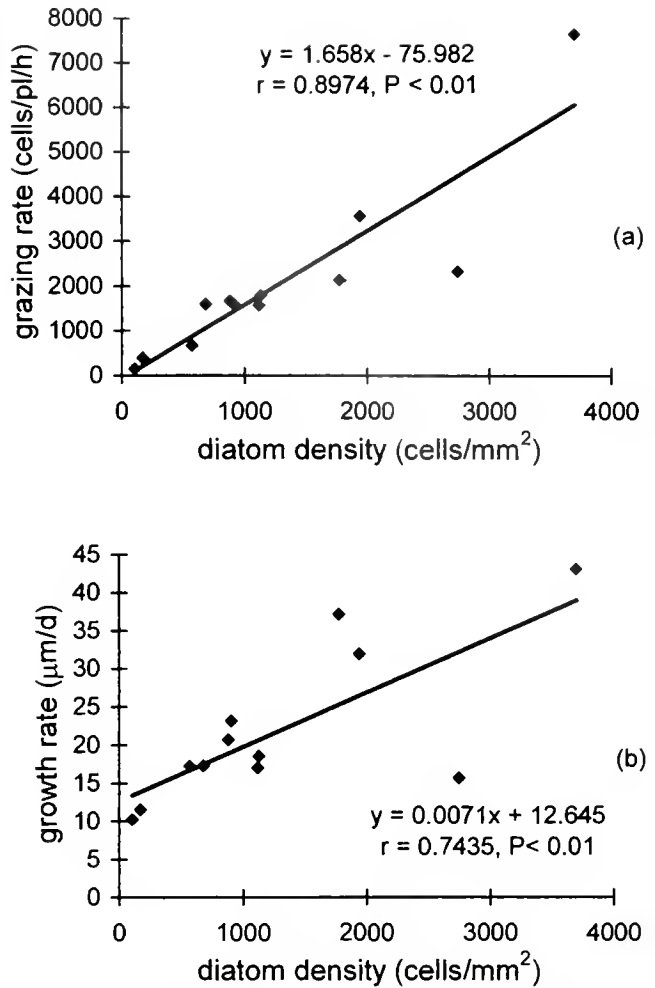 8000
7000
6000
5000
4000
3000
2000
1000
0
grazing rate (cells/pl/h)
y = 1.658x - 75.982
r = 0.8974, P < 0.01
(a)
0 1000 2000 3000 4000
diatom density (cells/mm²)
45
40
35
30
25
20
15
10
5
0
growth rate (μm/d)
(b)
y = 0.0071x + 12.645
r = 0.7435, P< 0.01
0 1000 2000 3000 4000
diatom density (cells/mm²)